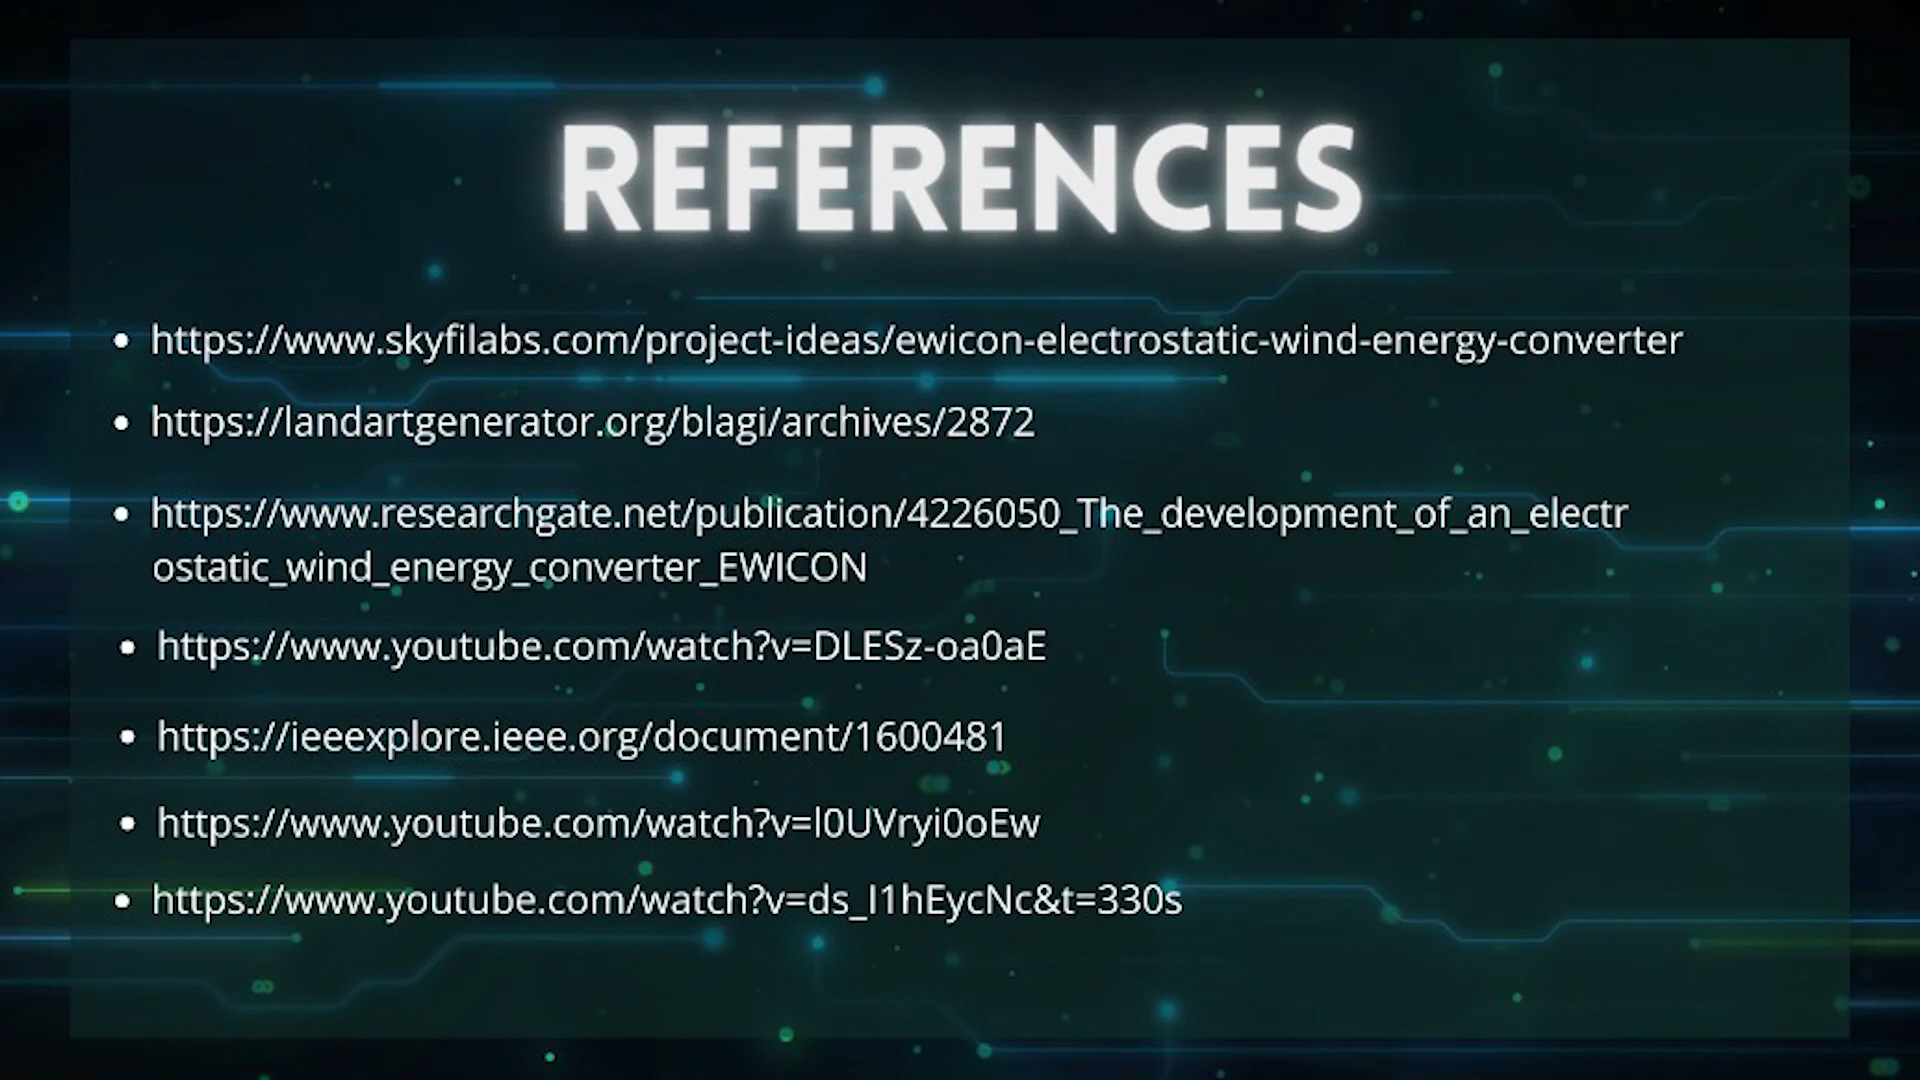 REFERENCES
https://www.skyfilabs.com/project-ideas/ewicon-electrostatic-wind-energy-converter
https://landartgenerator.org/blagi/archives/2872
https://www.researchgate.net/publication/4226050_The_development_of_an_electr
ostatic_wind_energy_converter_EWICON
https://www.youtube.com/watch?v=DLESz-oa0aE
https://ieeexplore.ieee.org/document/1600481
https://www.youtube.com/watch?v=l0UVryi0oEw
https://www.youtube.com/watch?v=ds_I1hEycNc&t=330s